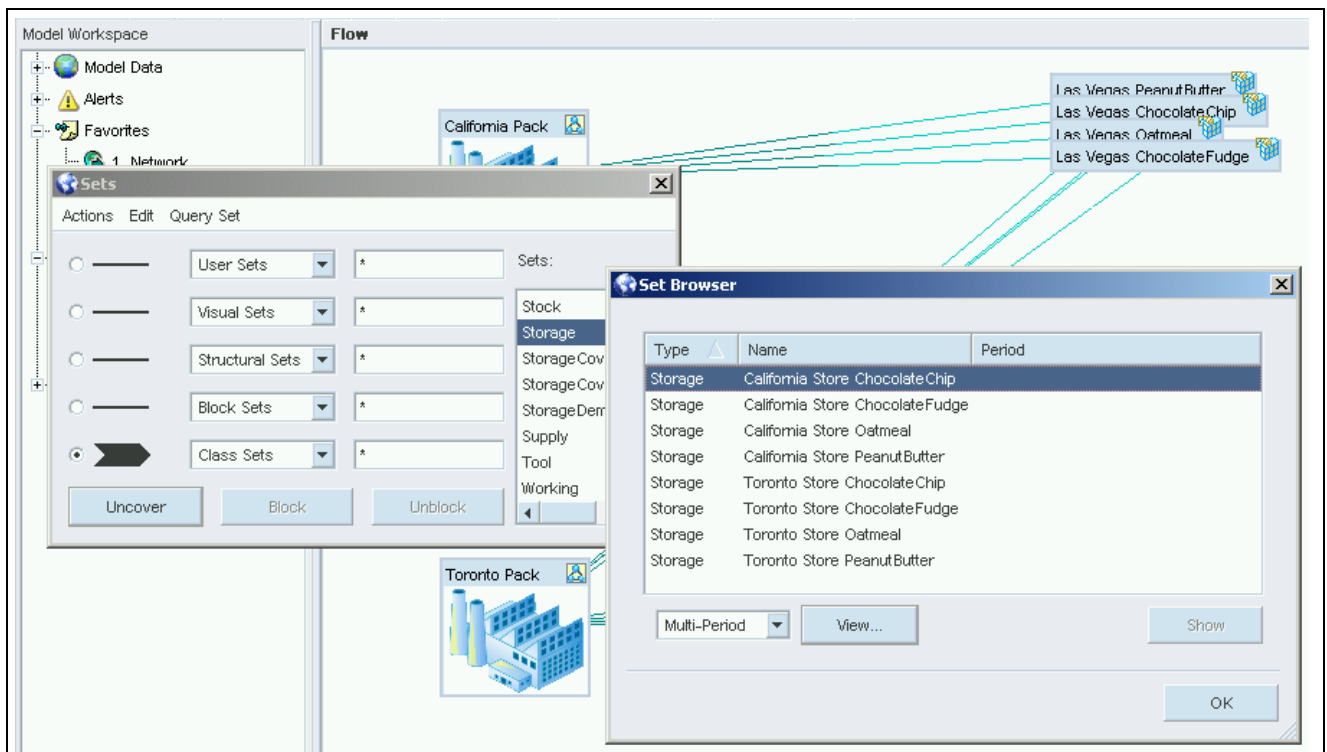 Model Workspace
Flow
Model Data
Alerts
Favorites
1 Network
California Pack
Las Vegas PeanutButter
Las Vegas ChocolateChip
Las Vegas Oatmeal
Las Vegas ChocolateFudge
Sets
Actions Edit Query Set
User Sets *
Visual Sets *
Structural Sets *
Block Sets *
Class Sets *
Uncover Block Unblock
Sets:
Stock
Storage
StorageCov
StorageCov
StorageDem
Supply
Tool
Working
Toronto Pack
Set Browser
Type Name Period
Storage California Store ChocolateChip
Storage California Store ChocolateFudge
Storage California Store Oatmeal
Storage California Store PeanutButter
Storage Toronto Store ChocolateChip
Storage Toronto Store ChocolateFudge
Storage Toronto Store Oatmeal
Storage Toronto Store PeanutButter
Multi-Period View... Show
OK